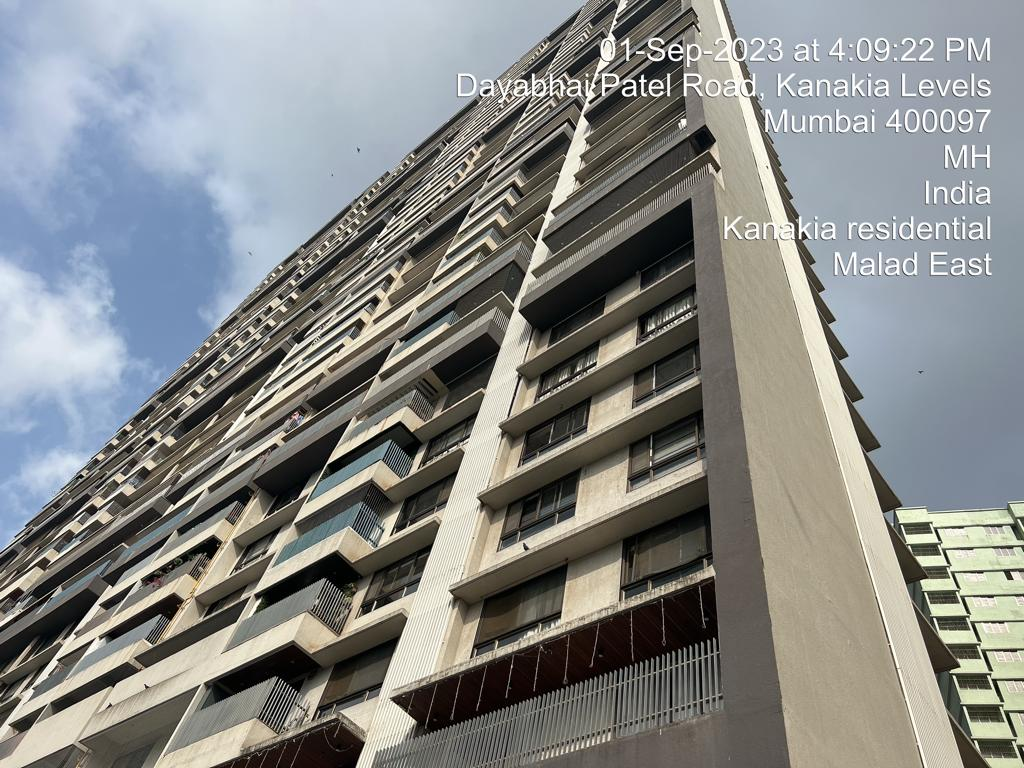 01-Sep-2023 at 4:09:22 PM
Dayabhai Patel Road, Kanakia Levels
Mumbai 400097
MH
India
Kanakia residential
Malad East